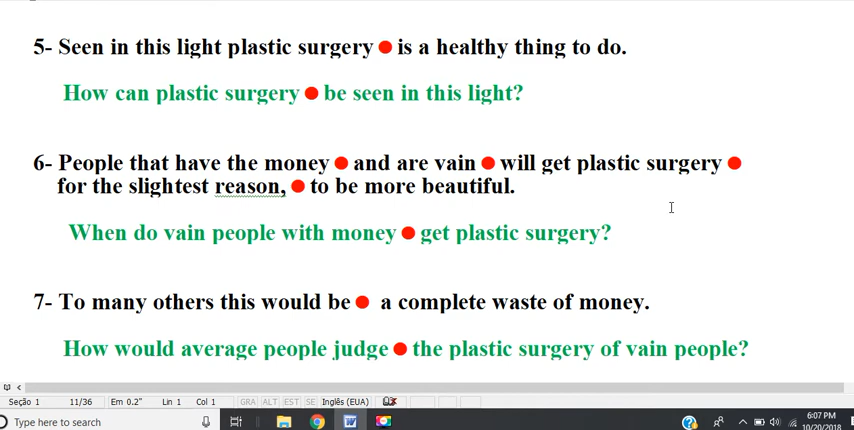 5- Seen in this light plastic surgery ● is a healthy thing to do.
How can plastic surgery ● be seen in this light?
6- People that have the money ● and are vain ● will get plastic surgery ●
for the slightest reason, ● to be more beautiful.
When do vain people with money ● get plastic surgery?
7- To many others this would be ● a complete waste of money.
How would average people judge ● the plastic surgery of vain people?
Seção 1 11/36 Em 0.2" Lin 1 Col 1 GRA ALT EST SE Inglês (EUA)
Type here to search
6:07 PM
10/20/2018